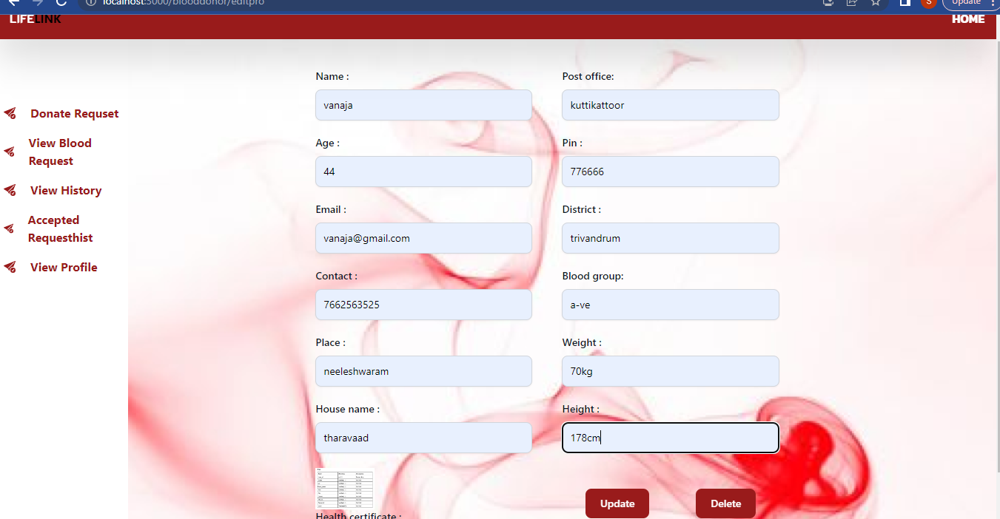 localhost:3000/blooddonor/editpro
S
Update
LIFELINK
HOME
Donate Requset
View Blood
Request
View History
Accepted
Requesthist
View Profile
Name :
vanaja
Post office:
kuttikattoor
Age :
44
Pin :
776666
Email :
vanaja@gmail.com
District :
trivandrum
Contact :
7662563525
Blood group:
a-ve
Place :
neeleshwaram
Weight :
70kg
House name :
tharavaad
Height :
178cm
Health certificate :
Update
Delete